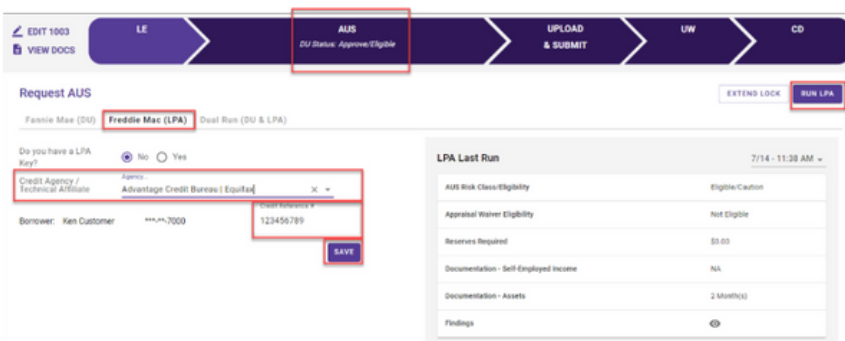 EDIT 1003
VIEW DOCS
LE
AUS
DU Status: Approve/Eligible
UPLOAD
& SUBMIT
UW
CD
Request AUS
EXTEND LOCK
RUN LPA
Fannie Mae (DU)
Freddie Mac (LPA)
Dual Run (DU & LPA)
Do you have a LPA
Key?
No
Yes
Credit Agency /
Technical Affiliate
Agency...
Advantage Credit Bureau | Equifax
Borrower: Ken Customer
***-**-7000
Credit Reference #
123456789
SAVE
LPA Last Run
7/14 - 11:38 AM
AUS Risk Class/Eligibility
Eligible/Caution
Appraisal Waiver Eligibility
Not Eligible
Reserves Required
$0.00
Documentation - Self-Employed Income
NA
Documentation - Assets
2 Month(s)
Findings